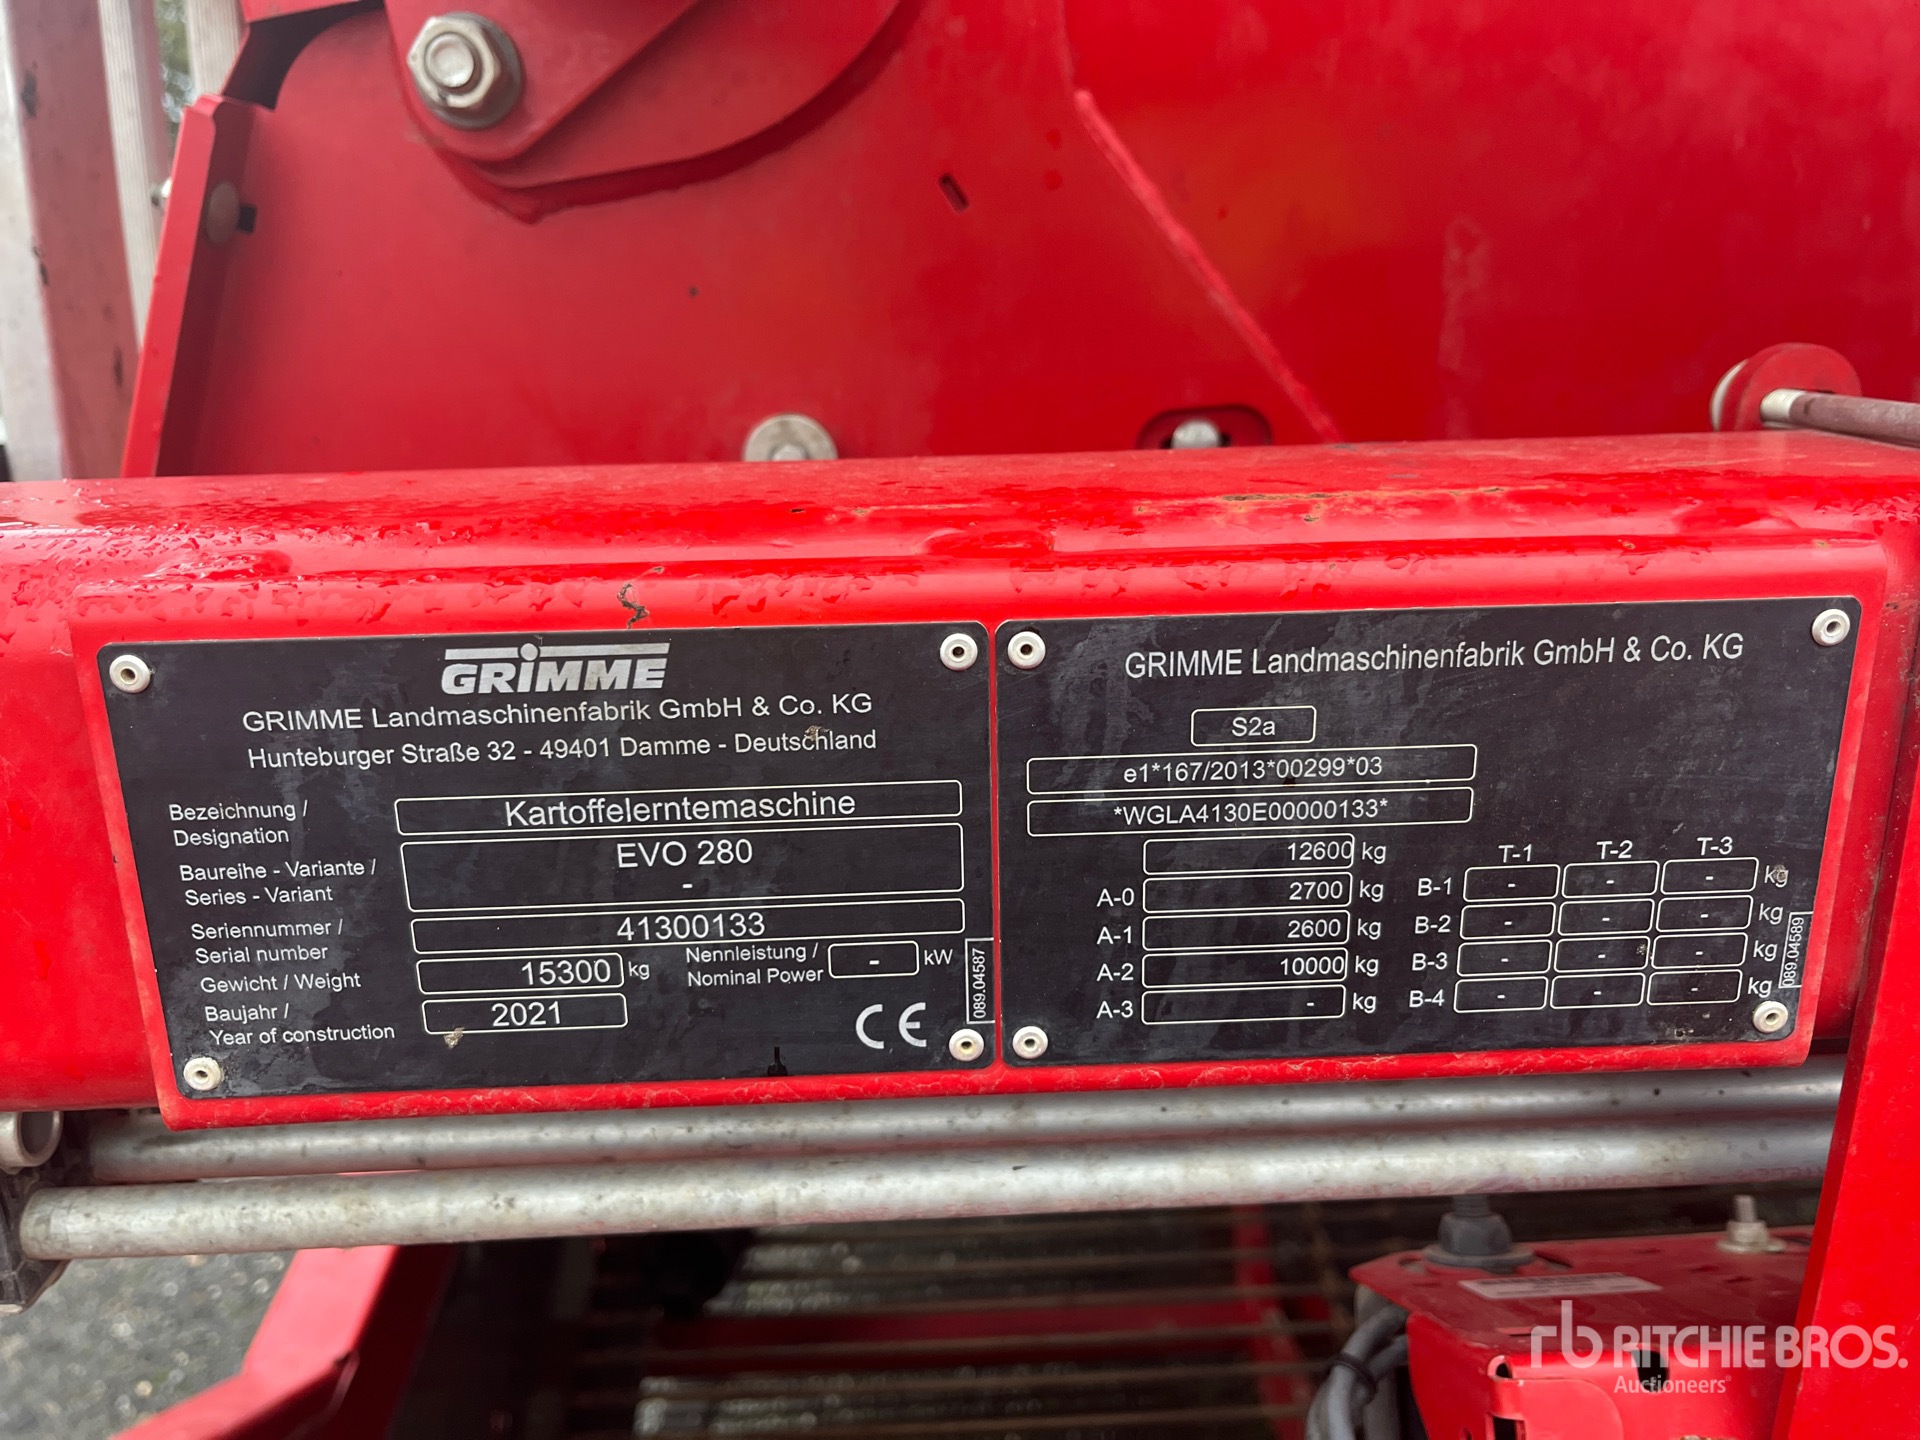 GRIMME
GRIMME Landmaschinenfabrik GmbH & Co. KG
Hunteburger Straße 32 - 49401 Damme - Deutschland
Bezeichnung /
Designation
Kartoffelerntemaschine
Baureihe - Variante /
Series - Variant
EVO 280
-
Seriennummer /
Serial number
41300133
Gewicht / Weight
15300 kg
Nennleistung /
Nominal Power
- kW
Baujahr /
Year of construction
2021
CE
089.04587
GRIMME Landmaschinenfabrik GmbH & Co. KG
S2a
e1*167/2013*00299*03
*WGLA4130E00000133*
12600 kg
A-0 2700 kg
A-1 2600 kg
A-2 10000 kg
A-3 - kg
T-1 T-2 T-3
B-1 - - - kg
B-2 - - - kg
B-3 - - - kg
B-4 - - - kg
089.04589
rb RITCHIE BROS.
Auctioneers